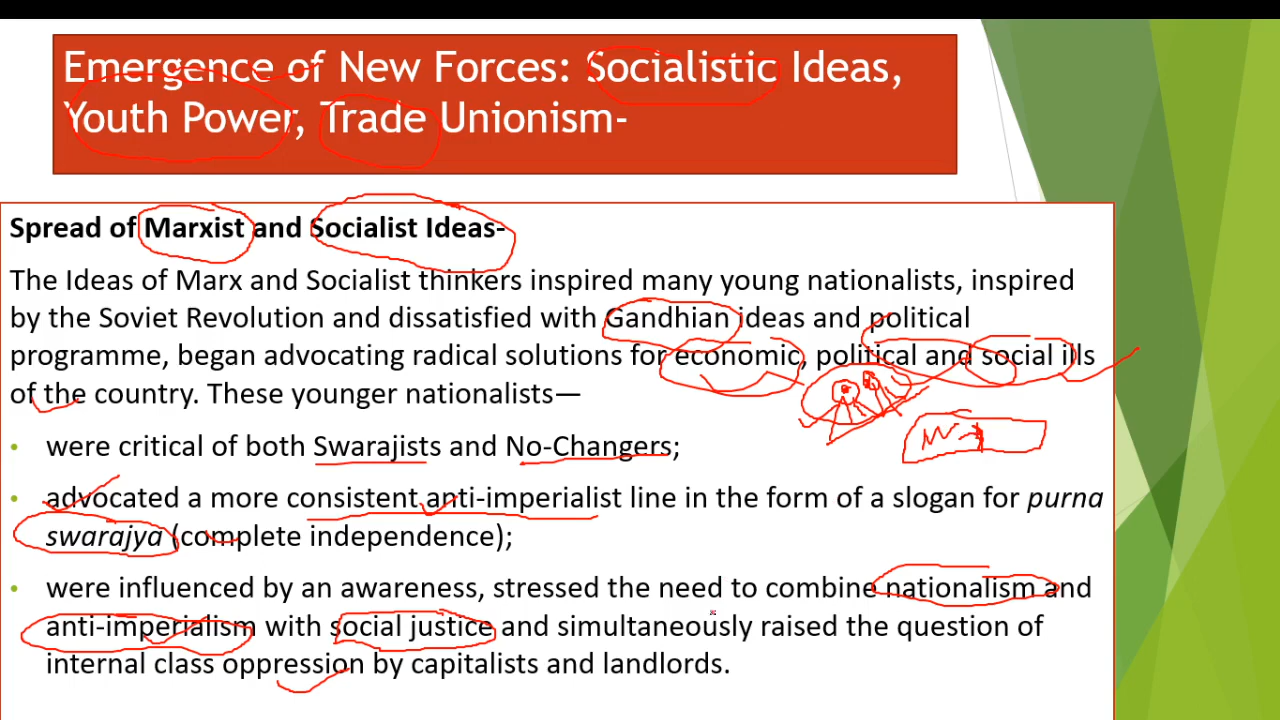 Emergence of New Forces: Socialistic Ideas,
Youth Power, Trade Unionism-
Spread of Marxist and Socialist Ideas-
The Ideas of Marx and Socialist thinkers inspired many young nationalists, inspired
by the Soviet Revolution and dissatisfied with Gandhian ideas and political
programme, began advocating radical solutions for economic, political and social ills
of the country. These younger nationalists—
• were critical of both Swarajists and No-Changers;
• advocated a more consistent anti-imperialist line in the form of a slogan for purna
swarajya (complete independence);
• were influenced by an awareness, stressed the need to combine nationalism and
anti-imperialism with social justice and simultaneously raised the question of
internal class oppression by capitalists and landlords.